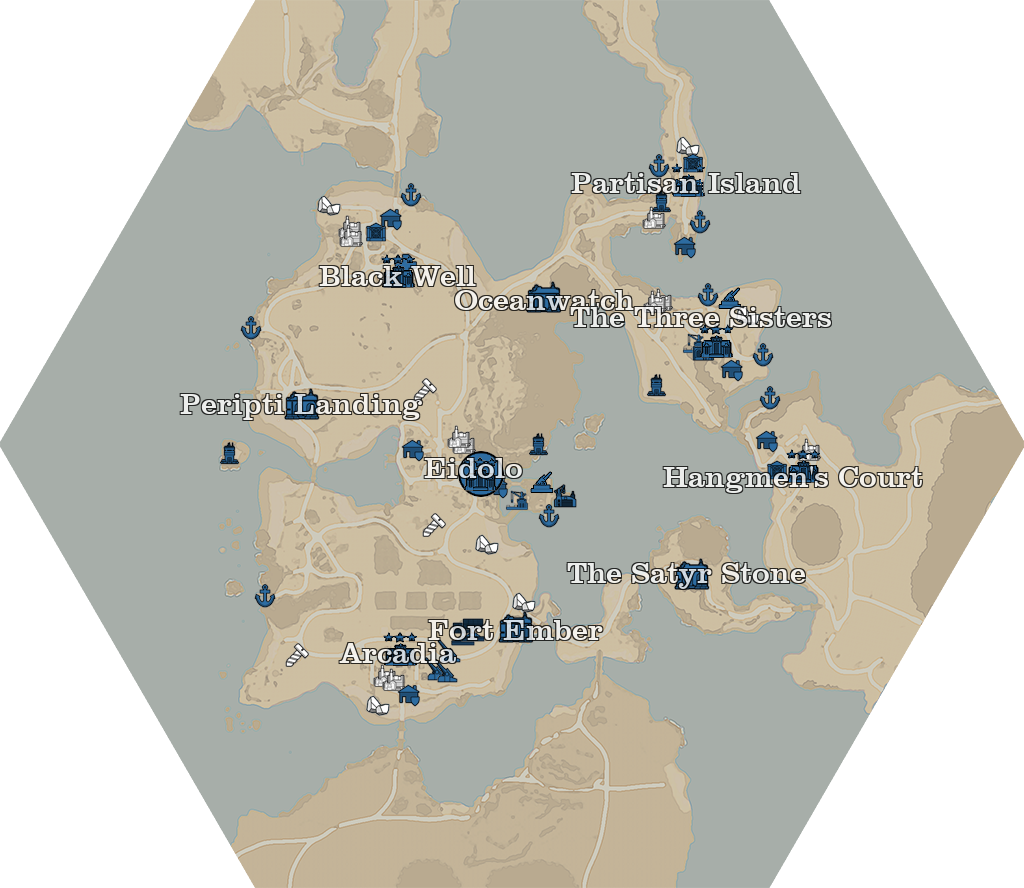 Partisan Island
Black Well
Oceanwatch
The Three Sisters
Peripti Landing
Eidolo
Hangmen's Court
The Satyr Stone
Fort Ember
Arcadia